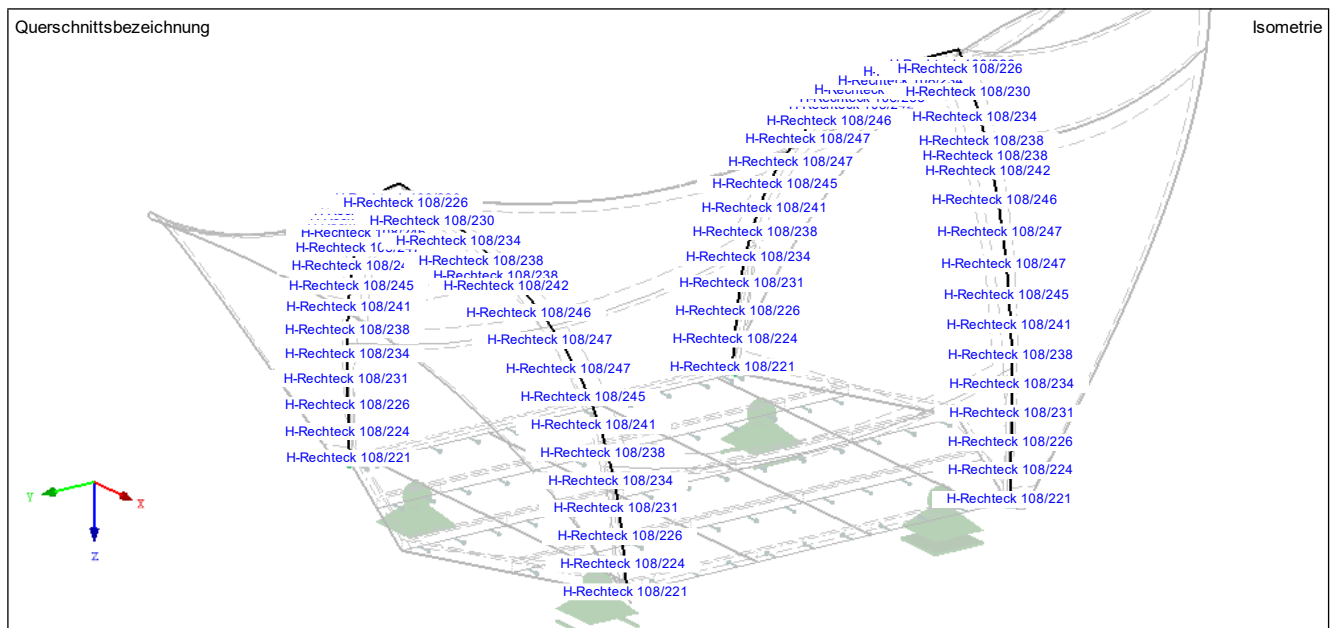 Querschnittsbezeichnung
Isometrie
H-Rechteck 108/226
H-Rechteck 108/230
H-Rechteck 108/234
H-Rechteck 108/238
H-Rechteck 108/238
H-Rechteck 108/242
H-Rechteck 108/246
H-Rechteck 108/247
H-Rechteck 108/247
H-Rechteck 108/245
H-Rechteck 108/241
H-Rechteck 108/238
H-Rechteck 108/234
H-Rechteck 108/231
H-Rechteck 108/226
H-Rechteck 108/224
H-Rechteck 108/221
H-Rechteck 108/246
H-Rechteck 108/247
H-Rechteck 108/247
H-Rechteck 108/245
H-Rechteck 108/241
H-Rechteck 108/238
H-Rechteck 108/234
H-Rechteck 108/231
H-Rechteck 108/226
H-Rechteck 108/224
H-Rechteck 108/221
H-Rechteck 108/226
H-Rechteck 108/230
H-Rechteck 108/234
H-Rechteck 108/238
H-Rechteck 108/238
H-Rechteck 108/242
H-Rechteck 108/246
H-Rechteck 108/247
H-Rechteck 108/247
H-Rechteck 108/245
H-Rechteck 108/241
H-Rechteck 108/238
H-Rechteck 108/234
H-Rechteck 108/231
H-Rechteck 108/226
H-Rechteck 108/224
H-Rechteck 108/221
H-Rechteck
H-Rechteck 108/245
H-Rechteck 108/241
H-Rechteck 108/238
H-Rechteck 108/234
H-Rechteck 108/231
H-Rechteck 108/226
H-Rechteck 108/224
H-Rechteck 108/221
Y
X
Z